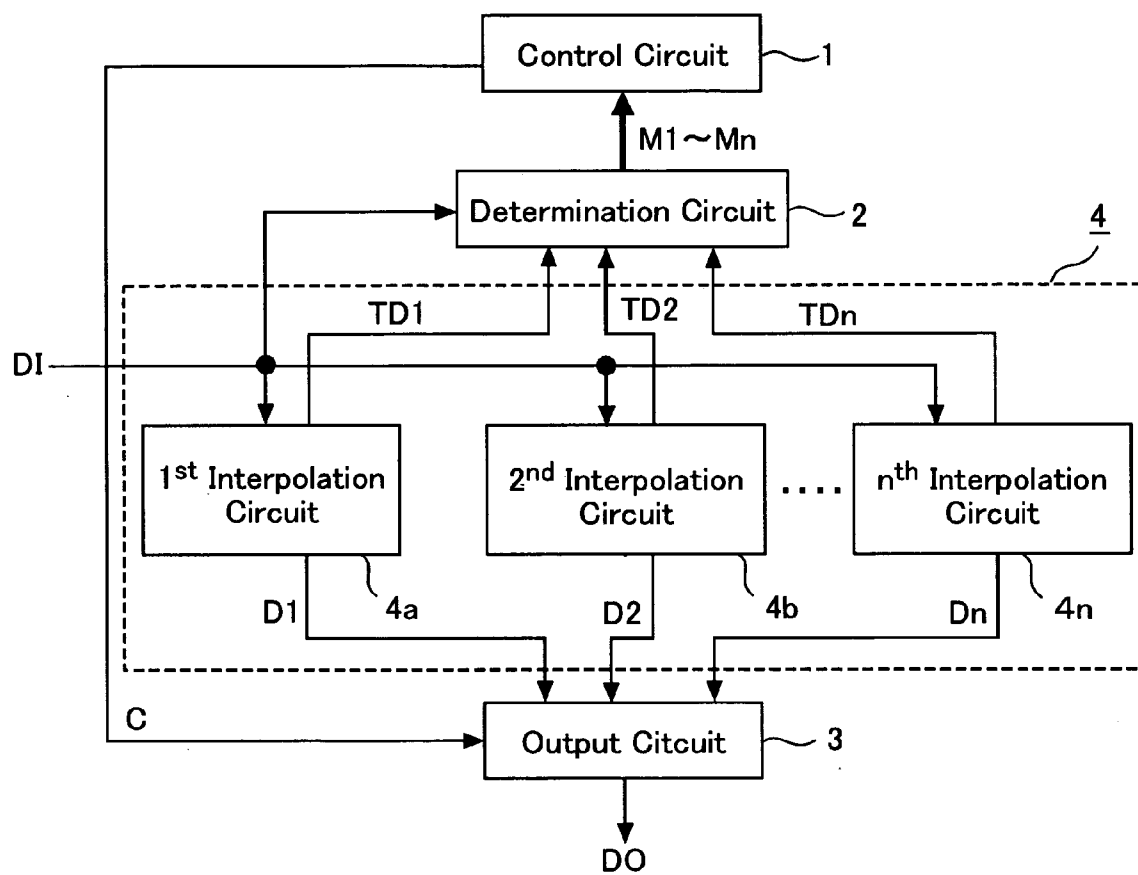 Control Circuit
1
M1～Mn
Determination Circuit
2
4
TD1
TD2
TDn
DI
1st Interpolation
Circuit
2nd Interpolation
Circuit
....
nth Interpolation
Circuit
4a
4b
4n
D1
D2
Dn
C
Output Citcuit
3
DO